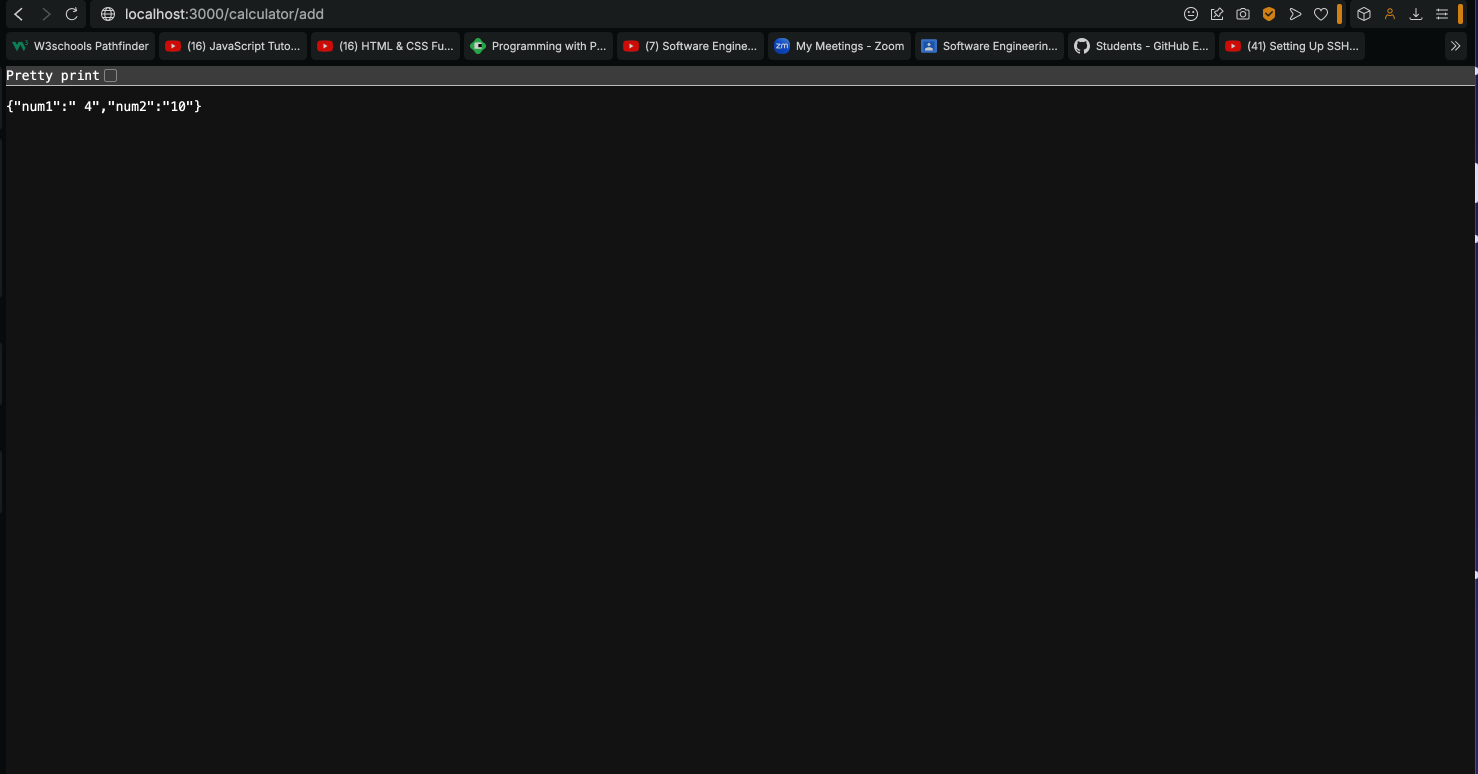 localhost:3000/calculator/add
W3schools Pathfinder
(16) JavaScript Tuto...
(16) HTML & CSS Fu...
Programming with P...
(7) Software Engine...
zm
My Meetings - Zoom
Software Engineerin...
Students - GitHub E...
(41) Setting Up SSH...
Pretty print
{"num1":" 4","num2":"10"}